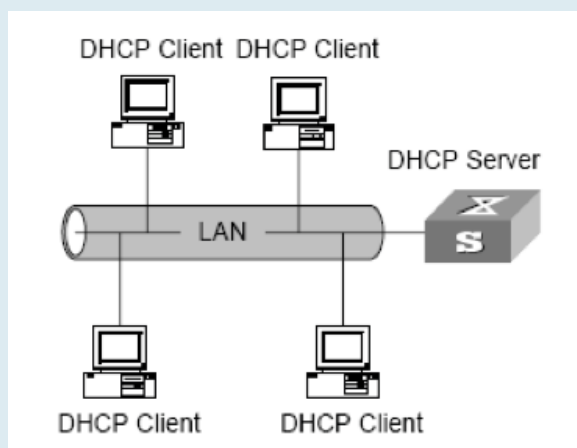 DHCP Client DHCP Client
DHCP Server
LAN
S
DHCP Client
DHCP Client